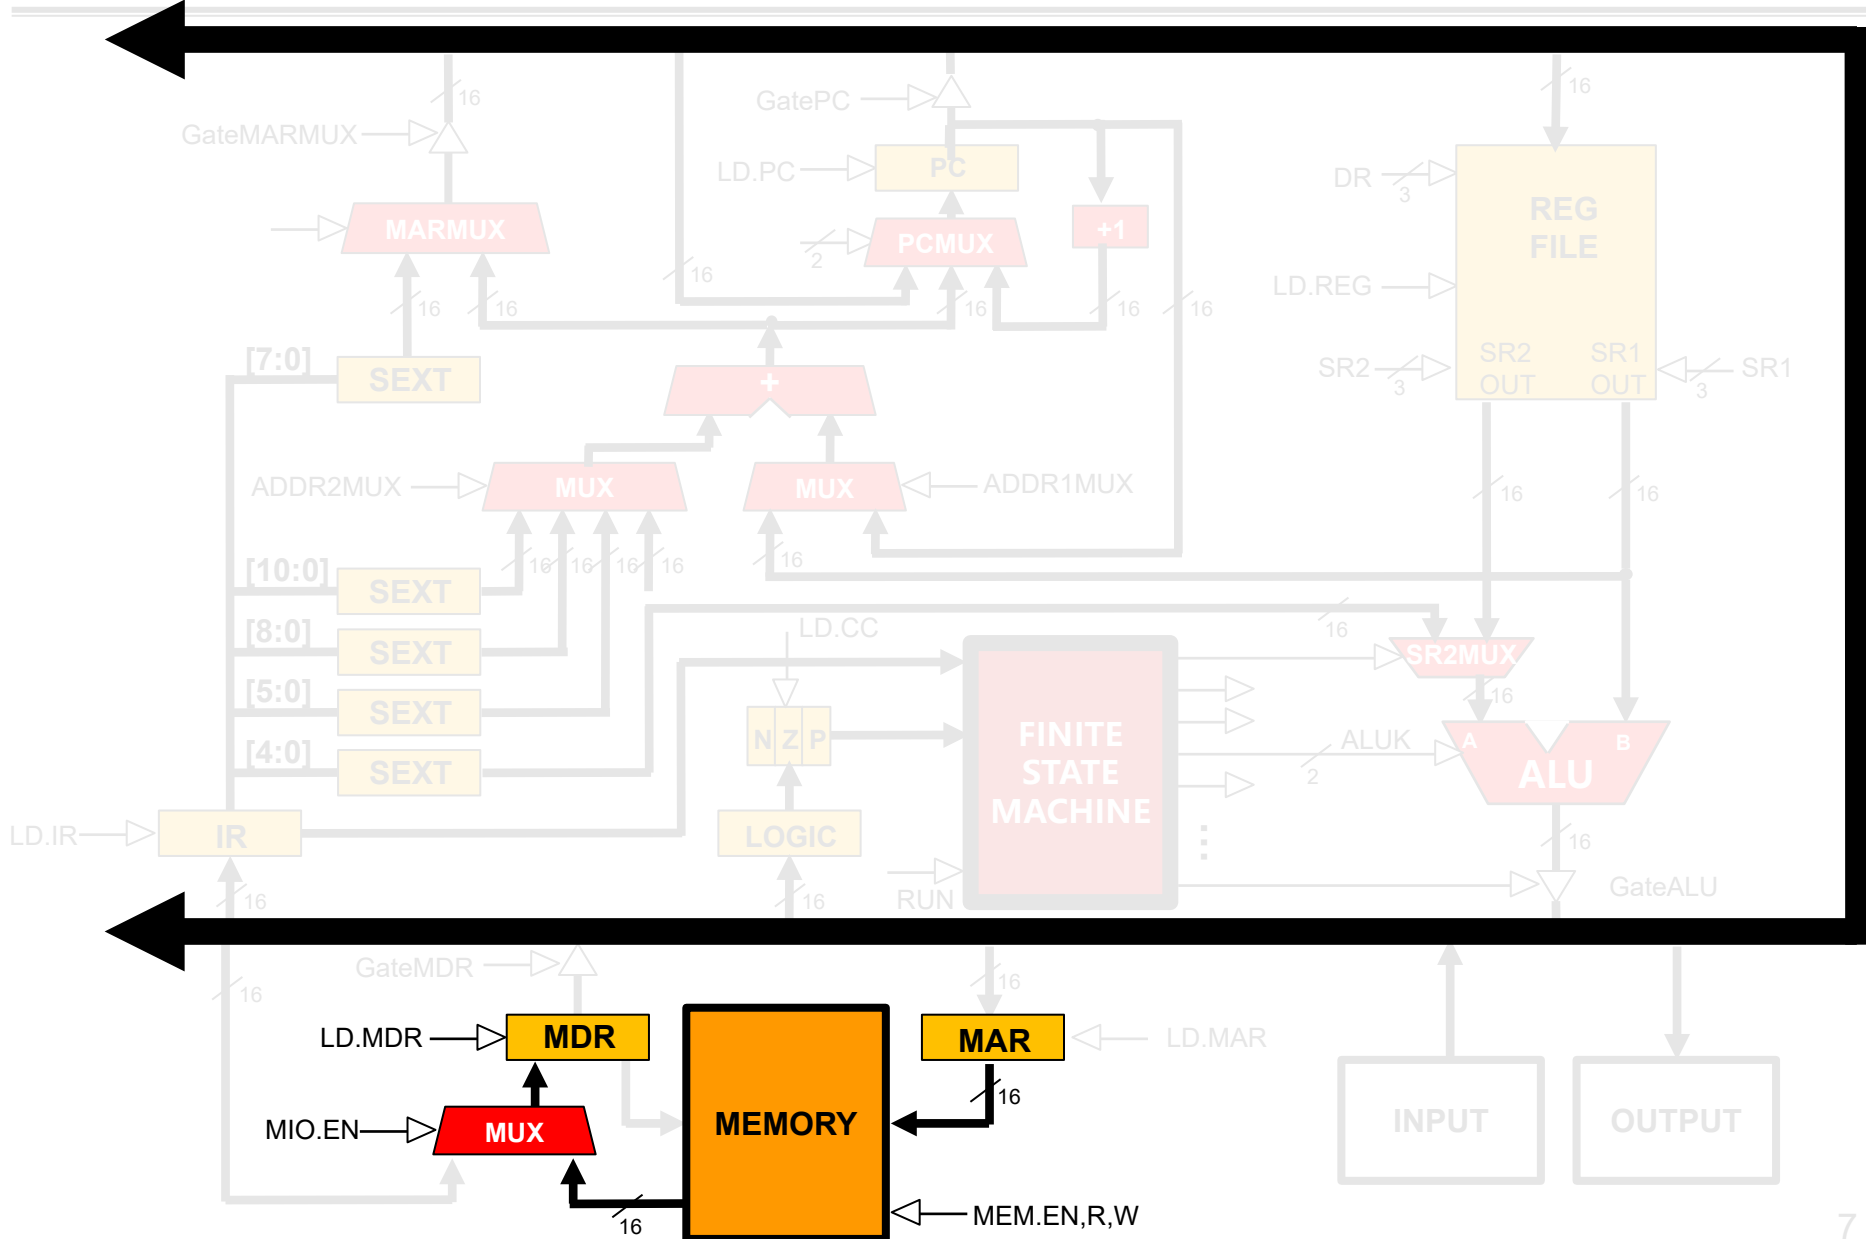 16
16
GatePC
GateMARMUX
LD.PC
PC
DR
3
REG
FILE
MARMUX
2
PCMUX
+1
16
LD.REG
16
16
16
16
16
[7:0]
SEXT
+
SR2
3
SR2
OUT
SR1
OUT
3
SR1
ADDR2MUX
MUX
MUX
ADDR1MUX
16
16
[10:0]
SEXT
16
16
16
16
16
[8:0]
SEXT
LD.CC
16
SR2MUX
[5:0]
SEXT
16
N Z P
FINITE
STATE
MACHINE
ALUK
2
A
B
ALU
[4:0]
SEXT
LD.IR
IR
LOGIC
⋮
16
16
16
RUN
GateALU
GateMDR
16
16
LD.MDR
MDR
MAR
LD.MAR
16
MIO.EN
MUX
MEMORY
INPUT
OUTPUT
16
MEM.EN,R,W
7